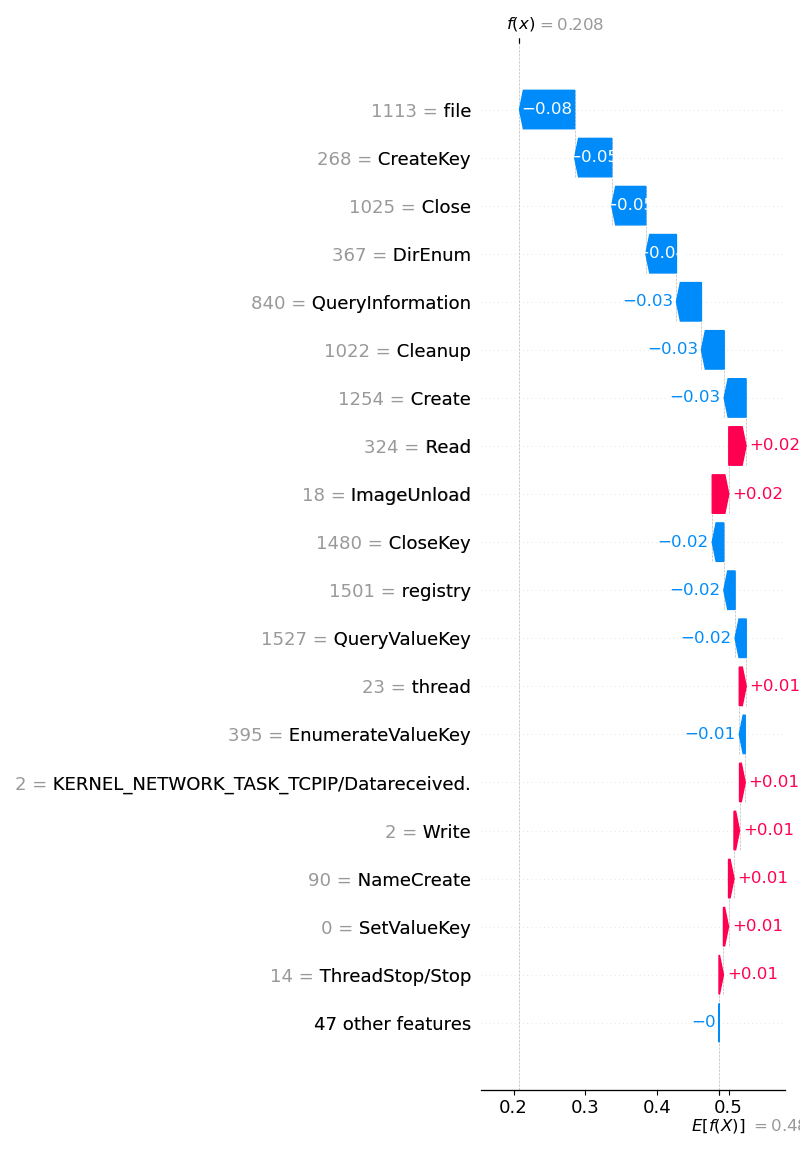 f(x) = 0.208
1113 = file
−0.08
268 = CreateKey
−0.05
1025 = Close
−0.05
367 = DirEnum
840 = QueryInformation
−0.03
1022 = Cleanup
−0.03
1254 = Create
−0.03
324 = Read
+0.02
18 = ImageUnload
+0.02
1480 = CloseKey
−0.02
1501 = registry
−0.02
1527 = QueryValueKey
−0.02
23 = thread
+0.01
395 = EnumerateValueKey
−0.01
2 = KERNEL_NETWORK_TASK_TCPIP/Datareceived.
+0.01
2 = Write
+0.01
90 = NameCreate
+0.01
0 = SetValueKey
+0.01
14 = ThreadStop/Stop
+0.01
47 other features
−0
0.2 0.3 0.4 0.5
E[f(X)] = 0.48